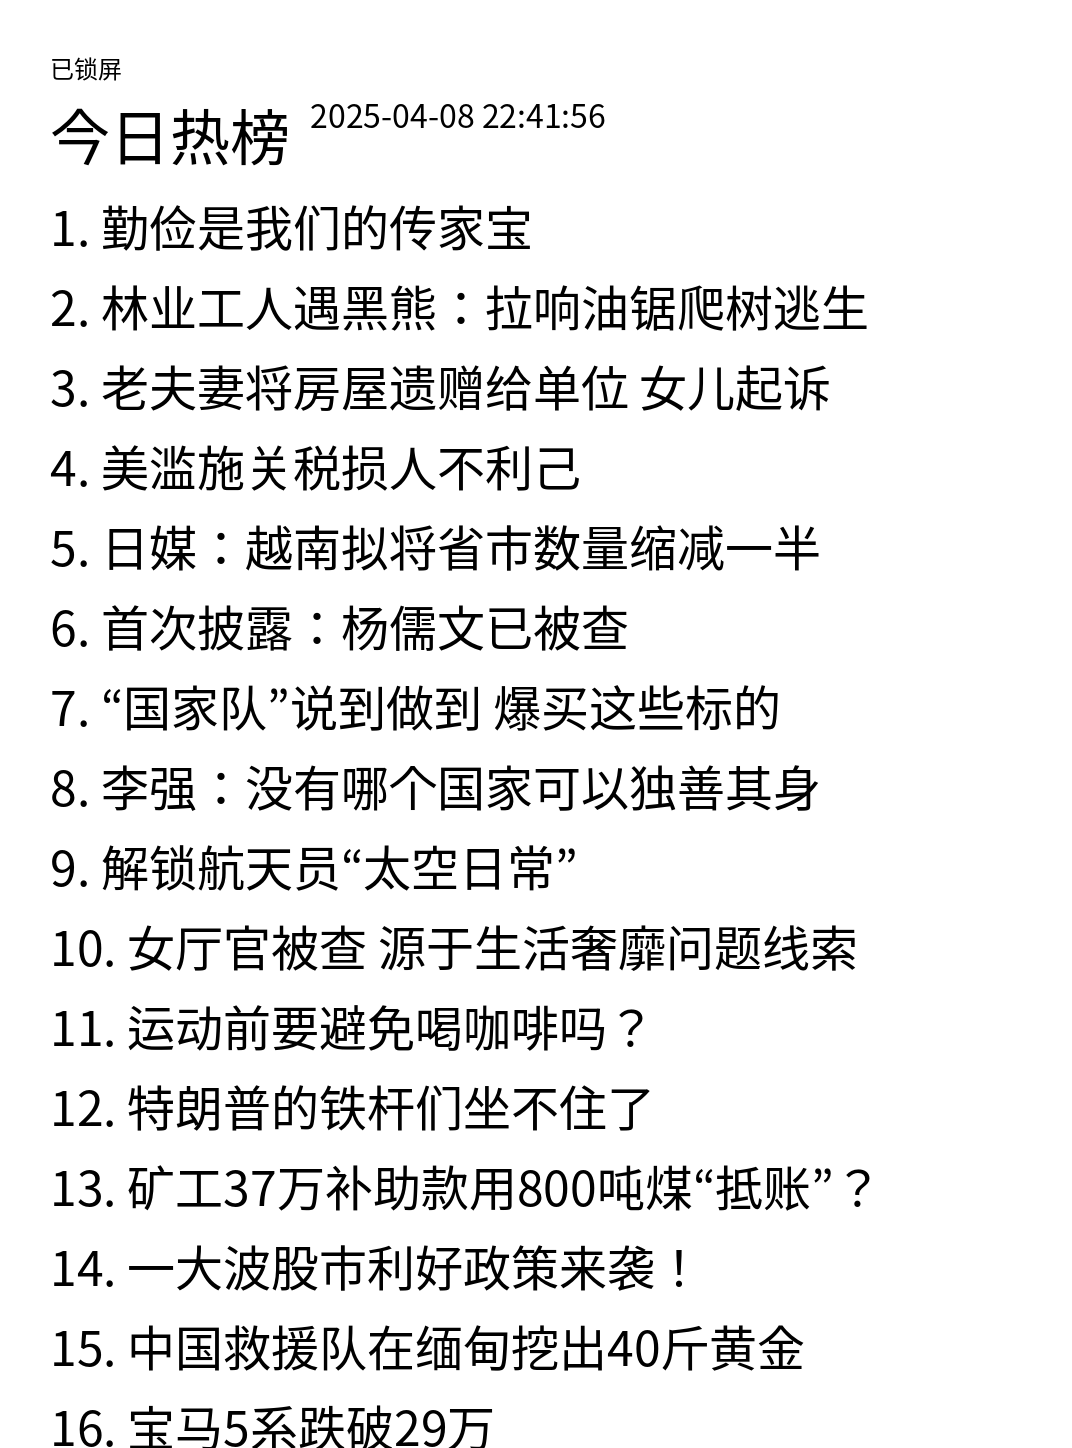 已锁屏
今日热榜 2025-04-08 22:41:56
1. 勤俭是我们的传家宝
2. 林业工人遇黑熊：拉响油锯爬树逃生
3. 老夫妻将房屋遗赠给单位 女儿起诉
4. 美滥施关税损人不利己
5. 日媒：越南拟将省市数量缩减一半
6. 首次披露：杨儒文已被查
7. “国家队”说到做到 爆买这些标的
8. 李强：没有哪个国家可以独善其身
9. 解锁航天员“太空日常”
10. 女厅官被查 源于生活奢靡问题线索
11. 运动前要避免喝咖啡吗？
12. 特朗普的铁杆们坐不住了
13. 矿工37万补助款用800吨煤“抵账”？
14. 一大波股市利好政策来袭！
15. 中国救援队在缅甸挖出40斤黄金
16. 宝马5系跌破29万